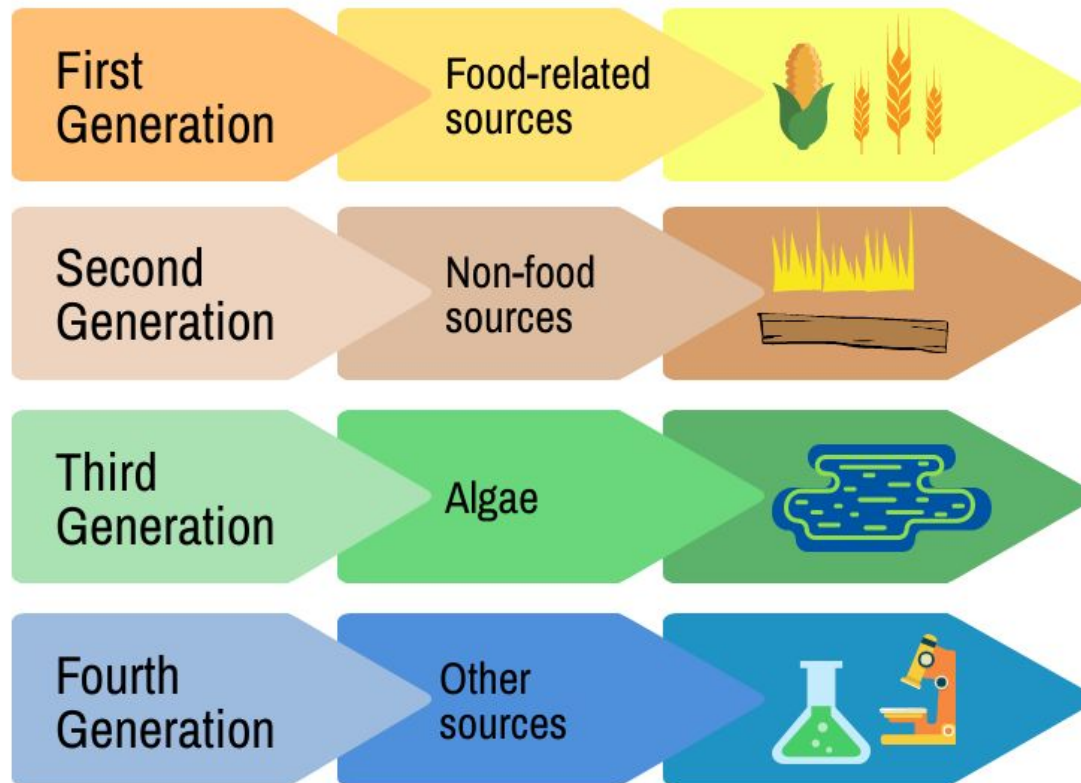 First
Generation
Food-related
sources
Second
Generation
Non-food
sources
Third
Generation
Algae
Fourth
Generation
Other
sources